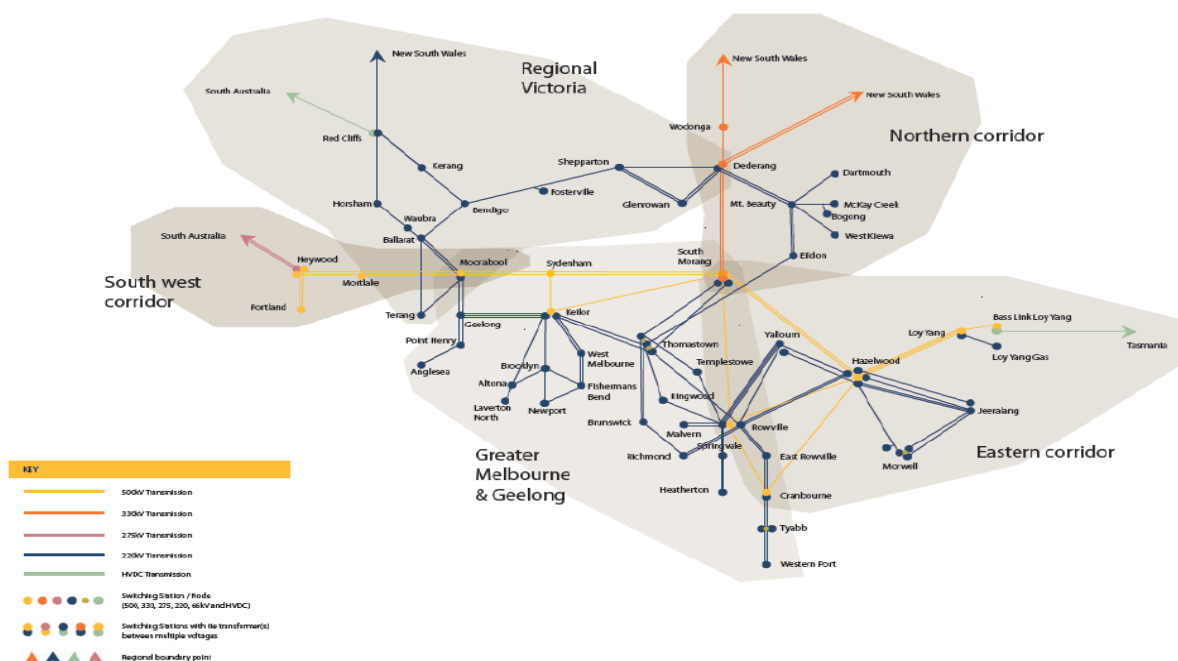 New South Wales
New South Wales
Regional
Victoria
South Australia
New South Wales
Wodonga
Northern corridor
Red Cliffs
Kerang
Shepparton
Dederang
Dartmouth
Fosterville
Glenrowan
Mt. Beauty
McKay Creek
Bogong
Horsham
Waubra
Bendigo
West Kiewa
Ballarat
South Australia
Heywood
Moorabool
Sydenham
South
Morang
Eildon
South west
corridor
Mortlake
Portland
Terang
Geelong
Keilor
Bass Link Loy Yang
Loy Yang
Tasmania
Point Henry
Thomastown
Yallourn
Loy Yang Gas
Anglesea
West
Melbourne
Templestowe
Hazelwood
Brooklyn
Altona
Fishermans
Bend
Ringwood
Laverton
North
Newport
Brunswick
Malvern
Rowville
Jeeralang
Springvale
Richmond
East Rowville
Morwell
Eastern corridor
Greater
Melbourne
& Geelong
Heatherton
Cranbourne
Tyabb
Western Port
KEY
500kV Transmission
330kV Transmission
275kV Transmission
220kV Transmission
HVDC Transmission
Switching Station / Node
(500, 330, 275, 220, 66kV and HVDC)
Switching Stations with tie transformer(s)
between multiple voltages
Regional boundary point